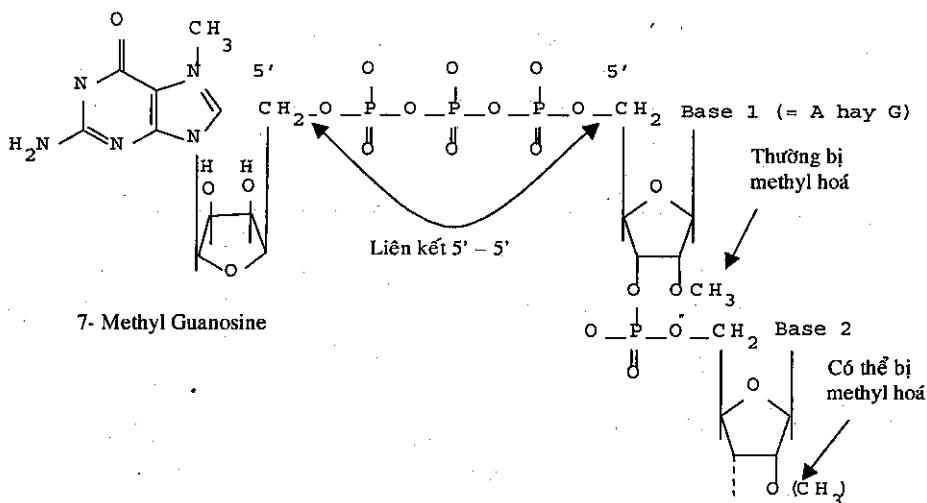 O
CH3
5'
O
O
O
5'
N
N
CH2
O
P
O
P
O
P
O
CH2
Base 1 (= A hay G)
H2N
N
N
O
O
O
Thường bị
methyl hoá
H
H
O
O
O
Liên kết 5' – 5'
O
O
O
CH3
7- Methyl Guanosine
O
P
O
CH2
Base 2
O
Có thể bị
methyl hoá
O
O
(CH3)